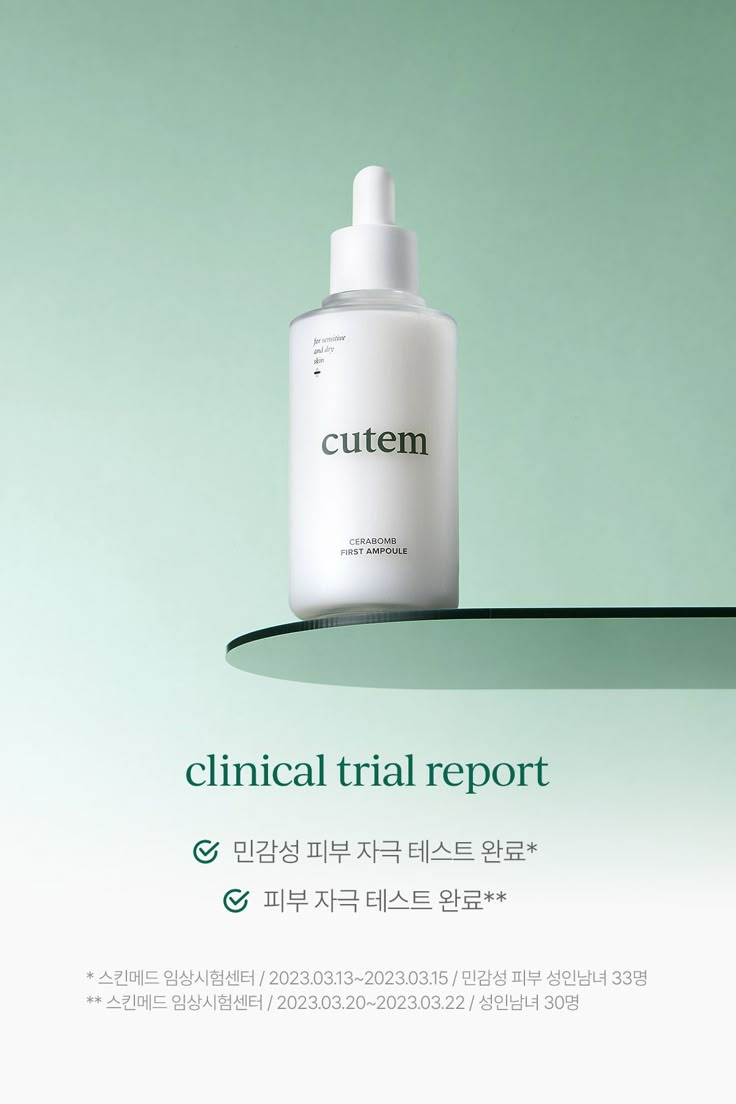 for sensitive
and dry
skin
cutem
CERABOMB
FIRST AMPOULE
clinical trial report
민감성 피부 자극 테스트 완료*
피부 자극 테스트 완료**
* 스킨메드 임상시험센터 / 2023.03.13~2023.03.15 / 민감성 피부 성인남녀 33명
** 스킨메드 임상시험센터 / 2023.03.20~2023.03.22 / 성인남녀 30명